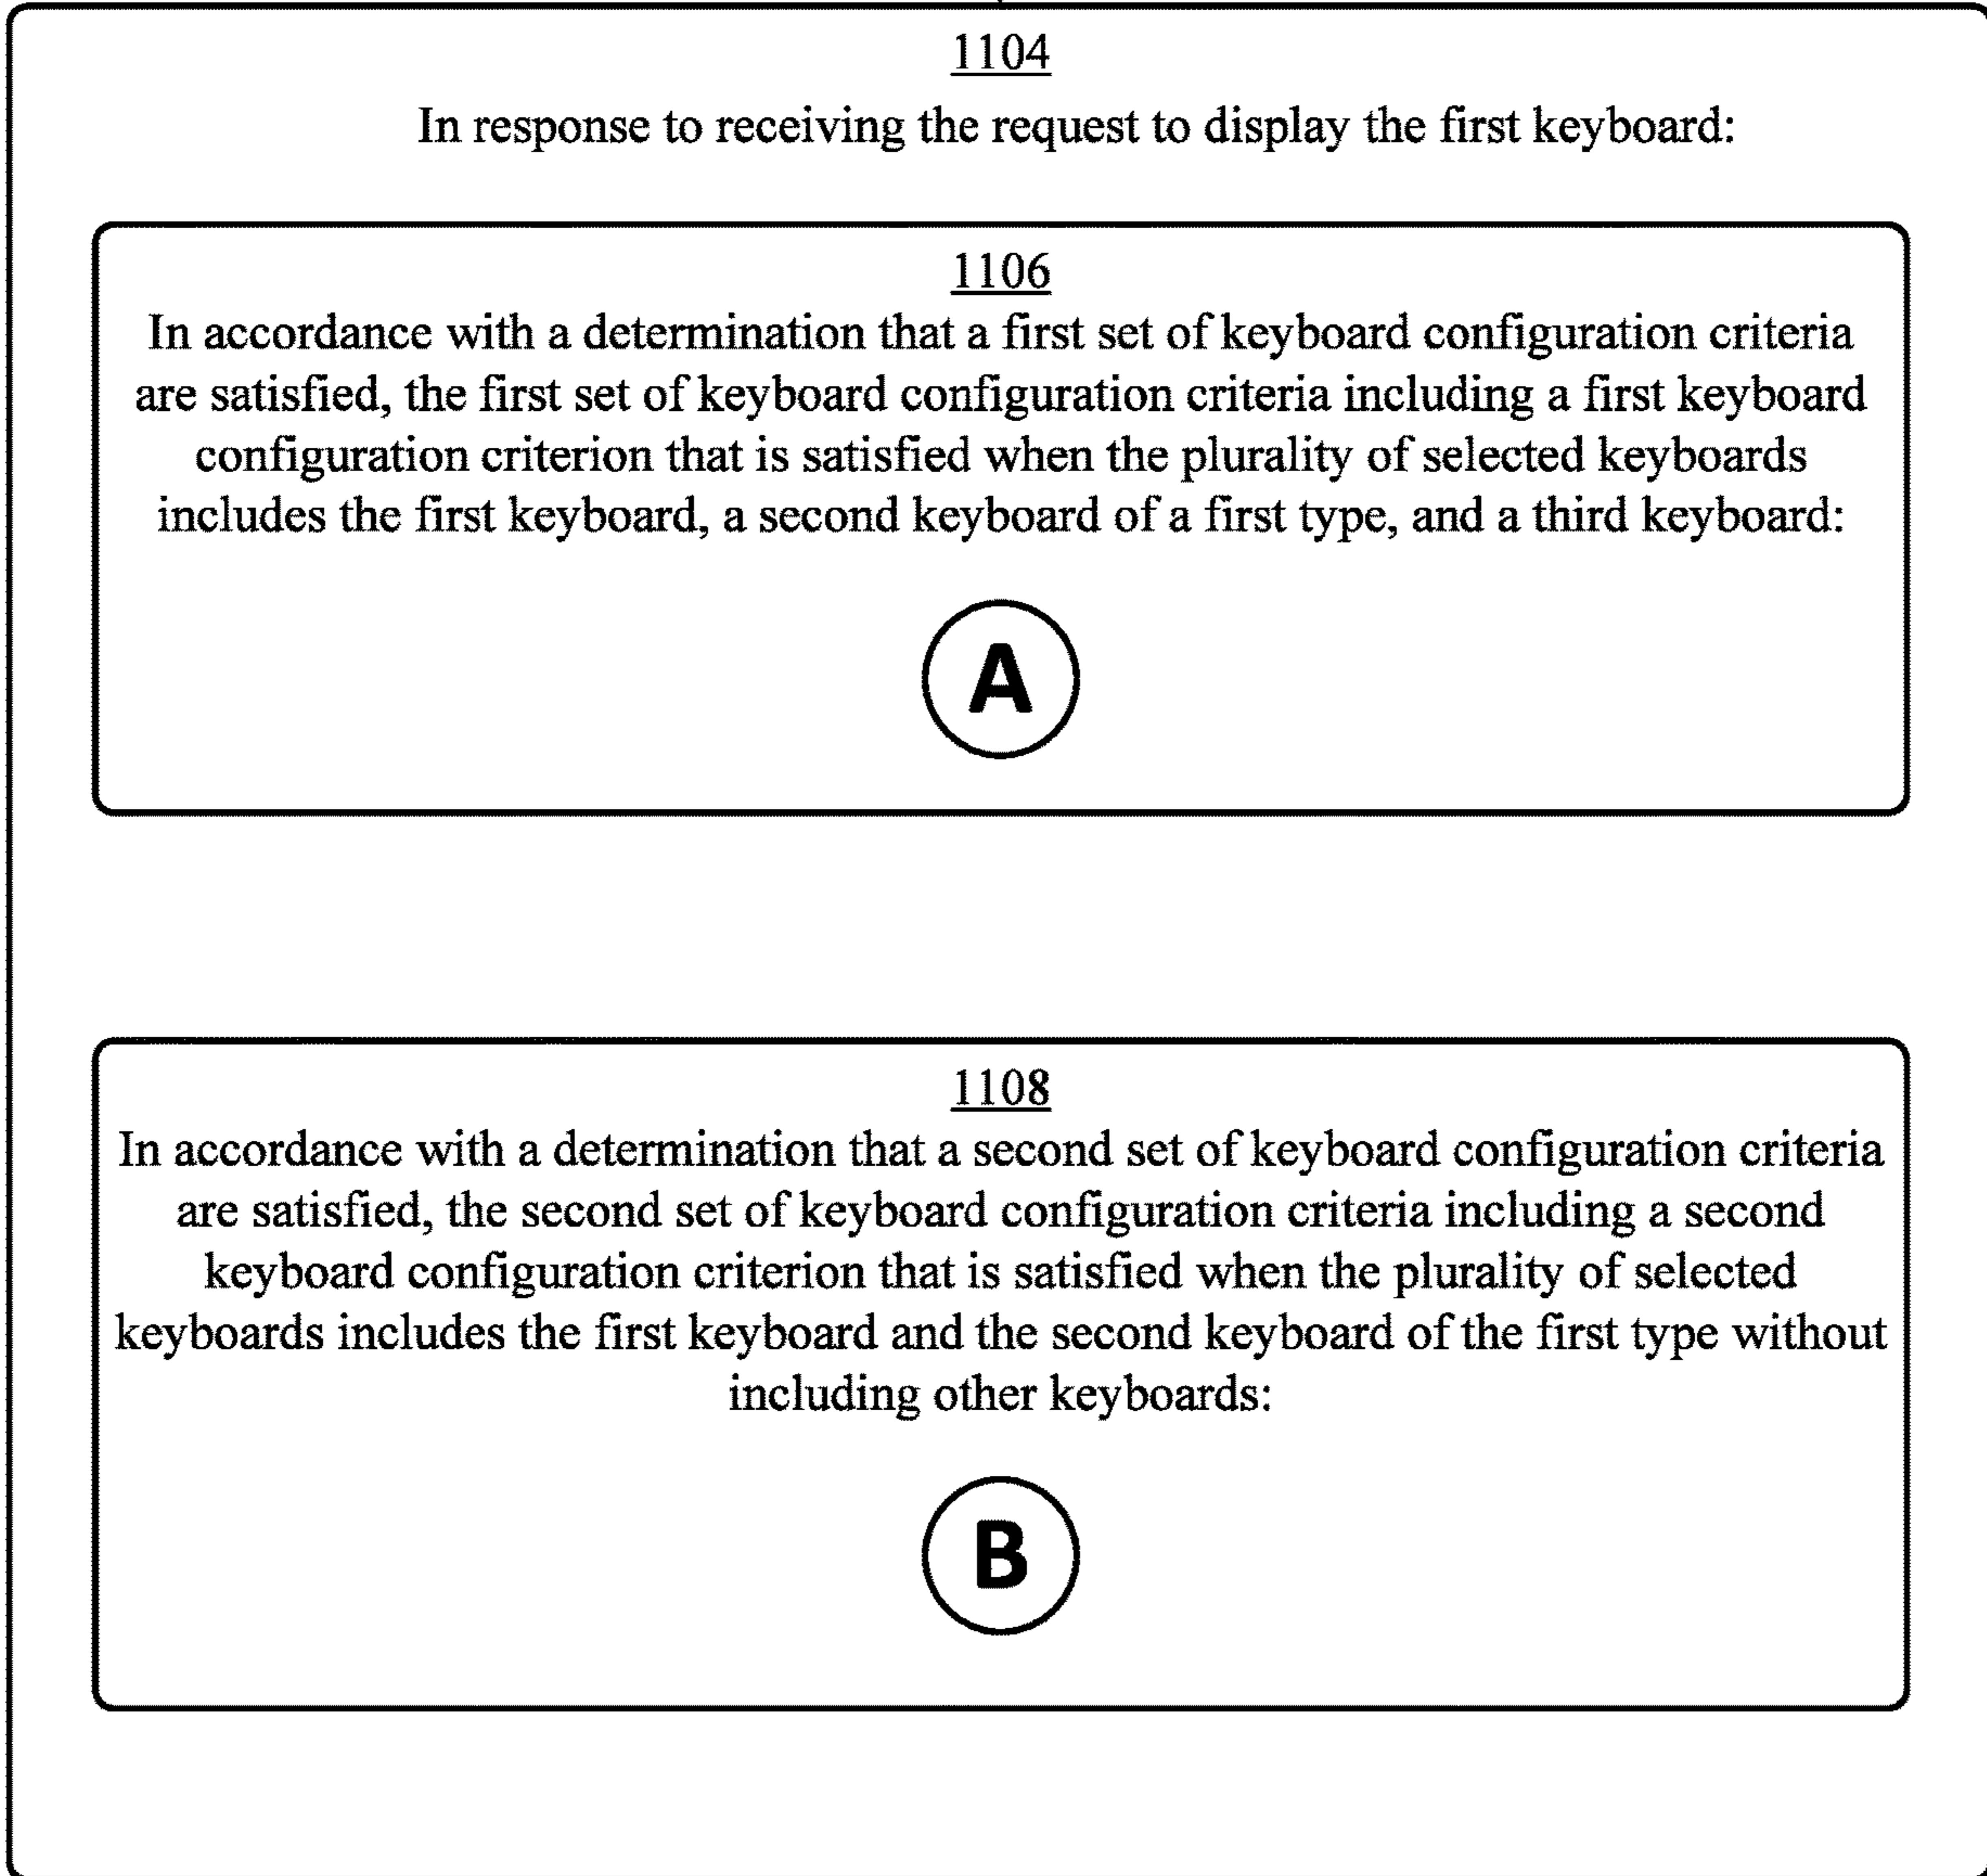 1104
In response to receiving the request to display the first keyboard:
1106
In accordance with a determination that a first set of keyboard configuration criteria
are satisfied, the first set of keyboard configuration criteria including a first keyboard
configuration criterion that is satisfied when the plurality of selected keyboards
includes the first keyboard, a second keyboard of a first type, and a third keyboard:
A
1108
In accordance with a determination that a second set of keyboard configuration criteria
are satisfied, the second set of keyboard configuration criteria including a second
keyboard configuration criterion that is satisfied when the plurality of selected
keyboards includes the first keyboard and the second keyboard of the first type without
including other keyboards:
B